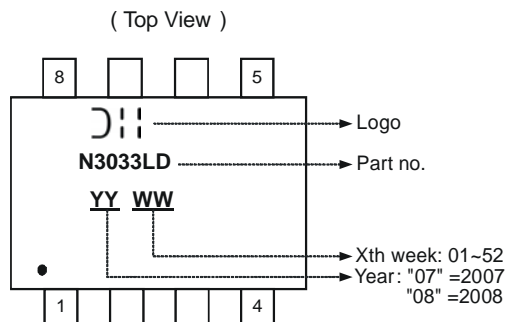 ( Top View )
8 5
Logo
N3033LD Part no.
YY WW
Xth week: 01~52
Year: "07" =2007
"08" =2008
1 4